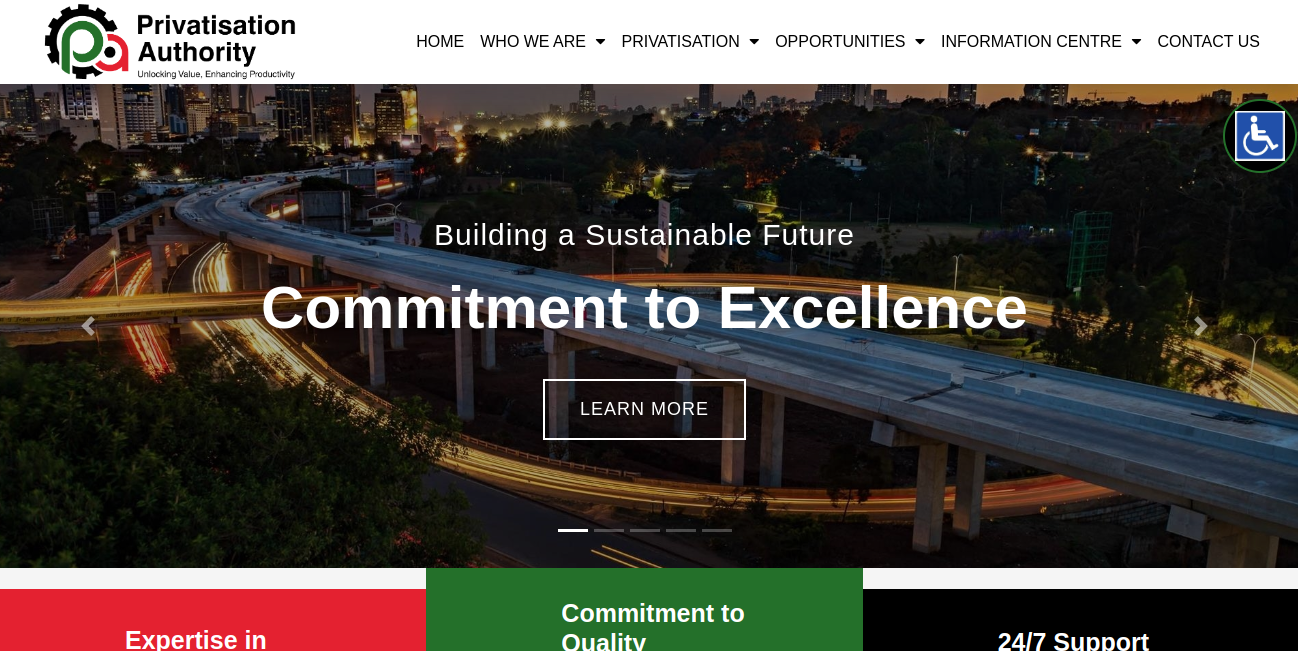 Privatisation
Authority
Unlocking Value, Enhancing Productivity
HOME WHO WE ARE PRIVATISATION OPPORTUNITIES INFORMATION CENTRE CONTACT US
Building a Sustainable Future
Commitment to Excellence
LEARN MORE
Expertise in
Commitment to
Quality
24/7 Support